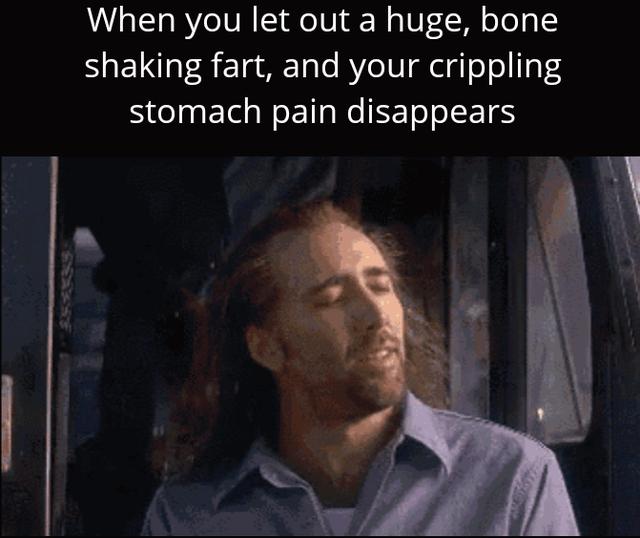 When you let out a huge, bone
shaking fart, and your crippling
stomach pain disappears